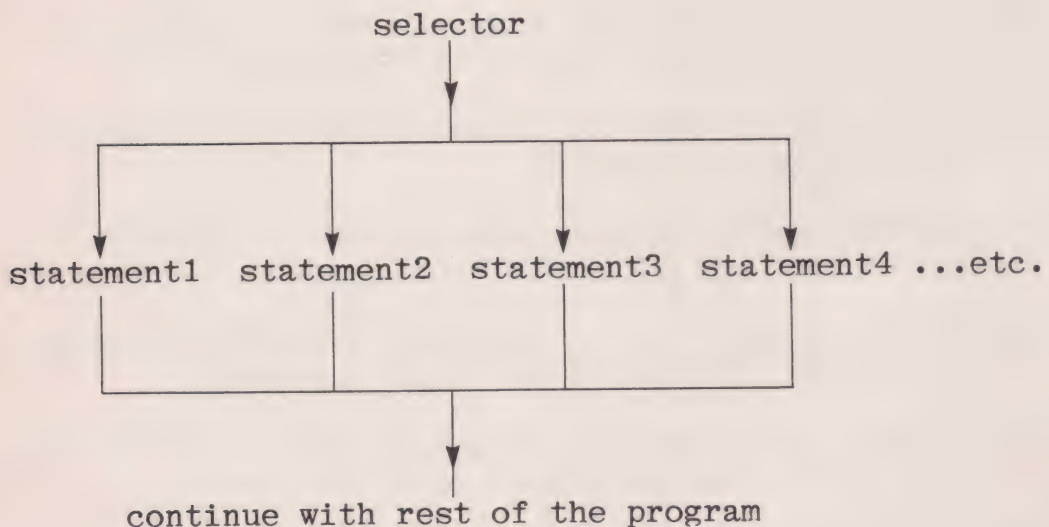 selector
statement1 statement2 statement3 statement4 ...etc.
continue with rest of the program